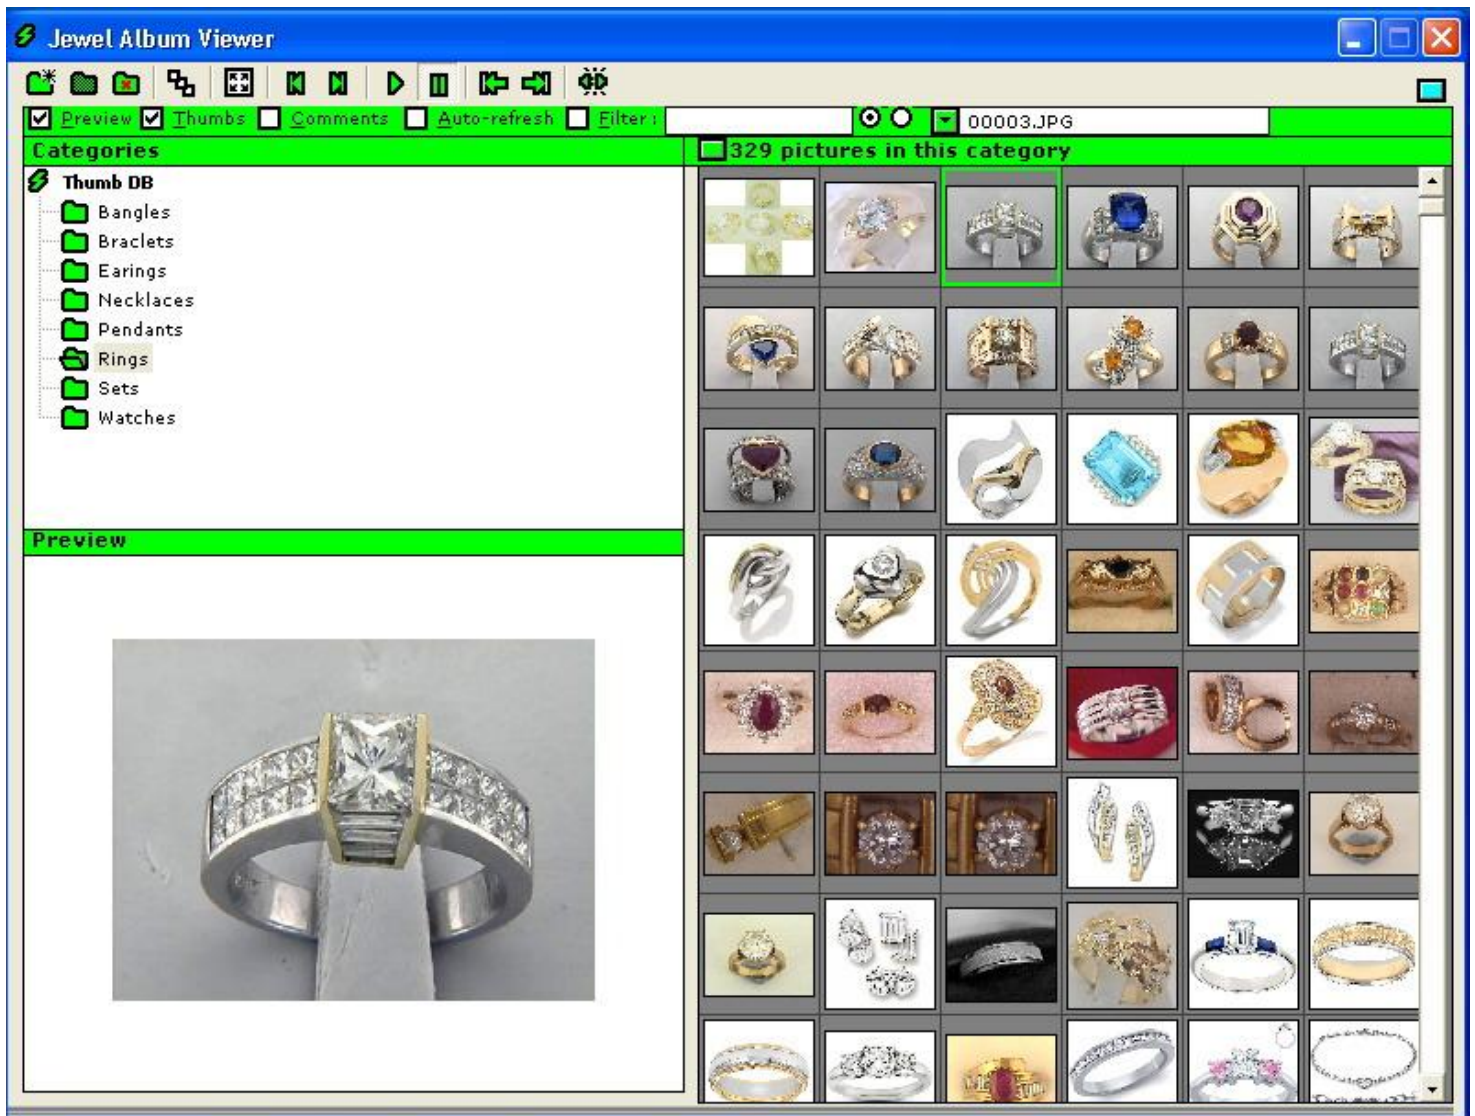 Jewel Album Viewer
Preview Thumbs Comments Auto-refresh Filter: 00003.JPG
Categories
329 pictures in this category
Thumb DB
Bangles
Braclets
Earings
Necklaces
Pendants
Rings
Sets
Watches
Preview